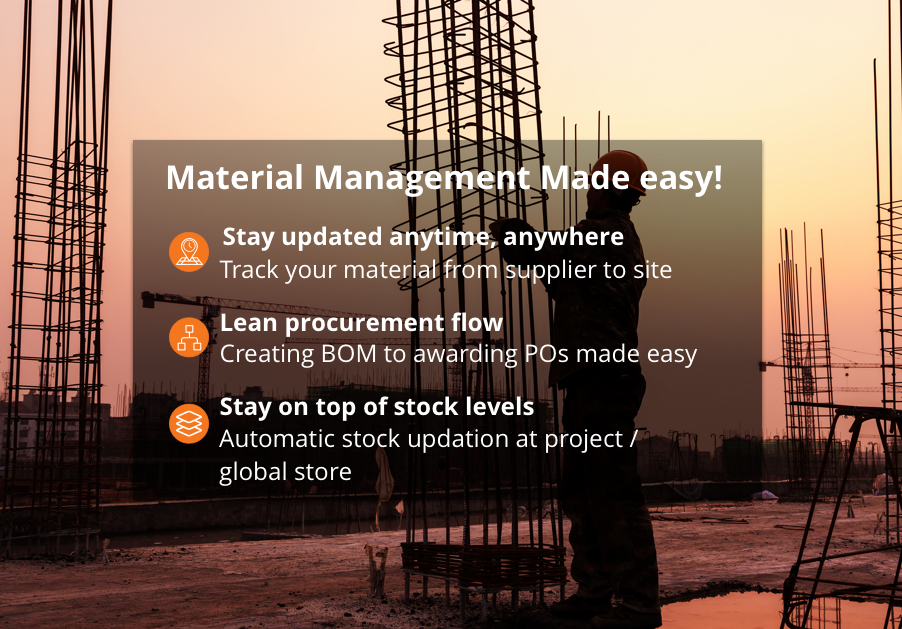 Material Management Made easy!
Stay updated anytime, anywhere
Track your material from supplier to site
Lean procurement flow
Creating BOM to awarding POs made easy
Stay on top of stock levels
Automatic stock updation at project /
global store